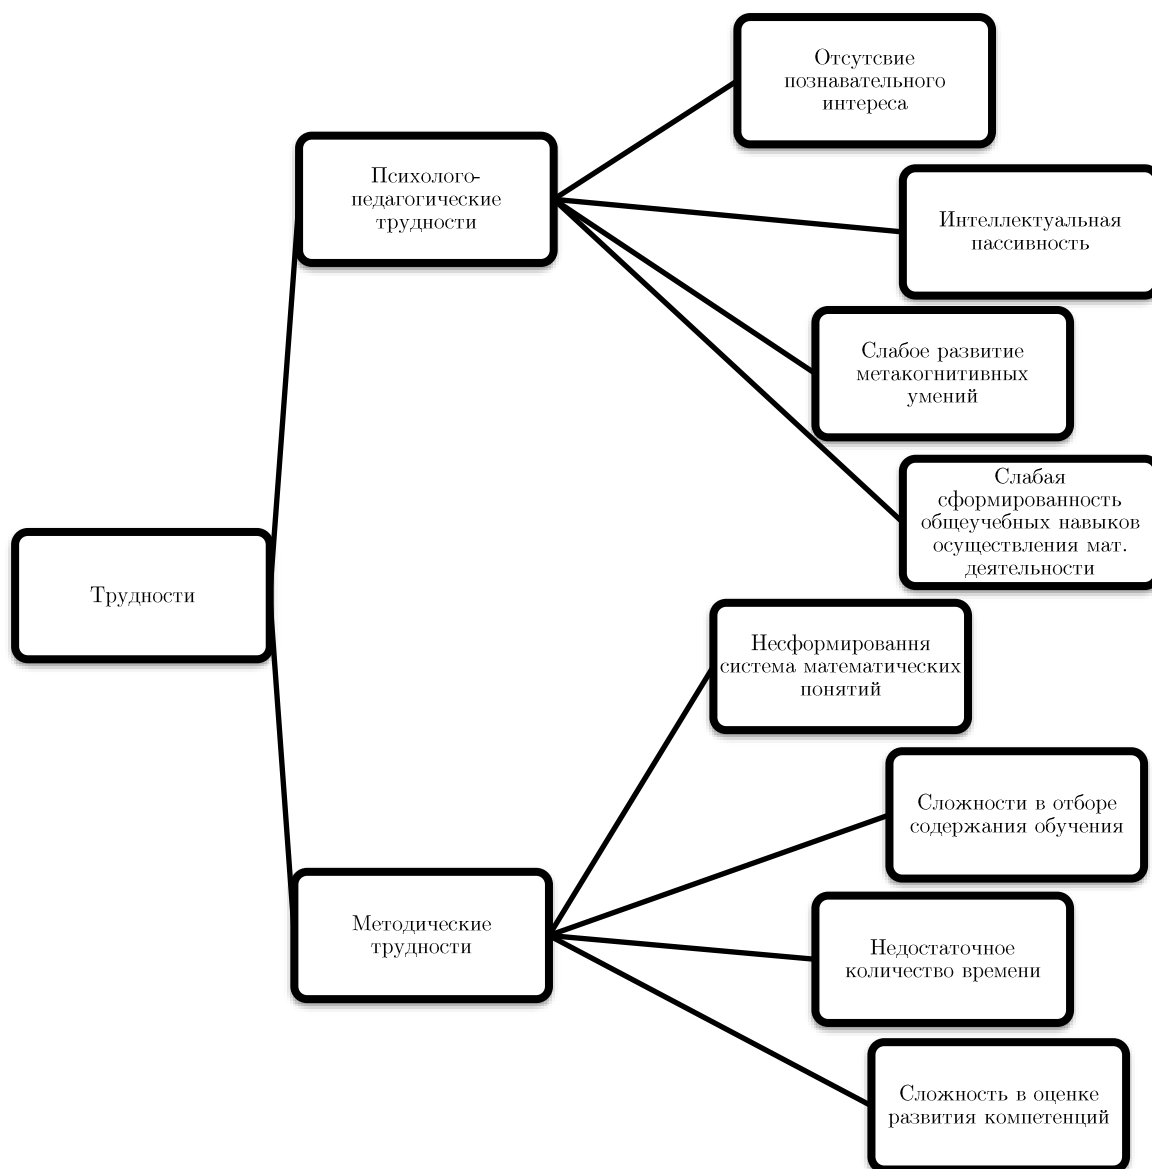 Отсутсвие
познавательного
интереса
Психолого-
педагогические
трудности
Интеллектуальная
пассивность
Слабое развитие
метакогнитивных
умений
Слабая
сформированность
общеучебных навыков
осуществления мат.
деятельности
Трудности
Несформировання
система математических
понятий
Сложности в отборе
содержания обучения
Методические
трудности
Недостаточное
количество времени
Сложность в оценке
развития компетенций